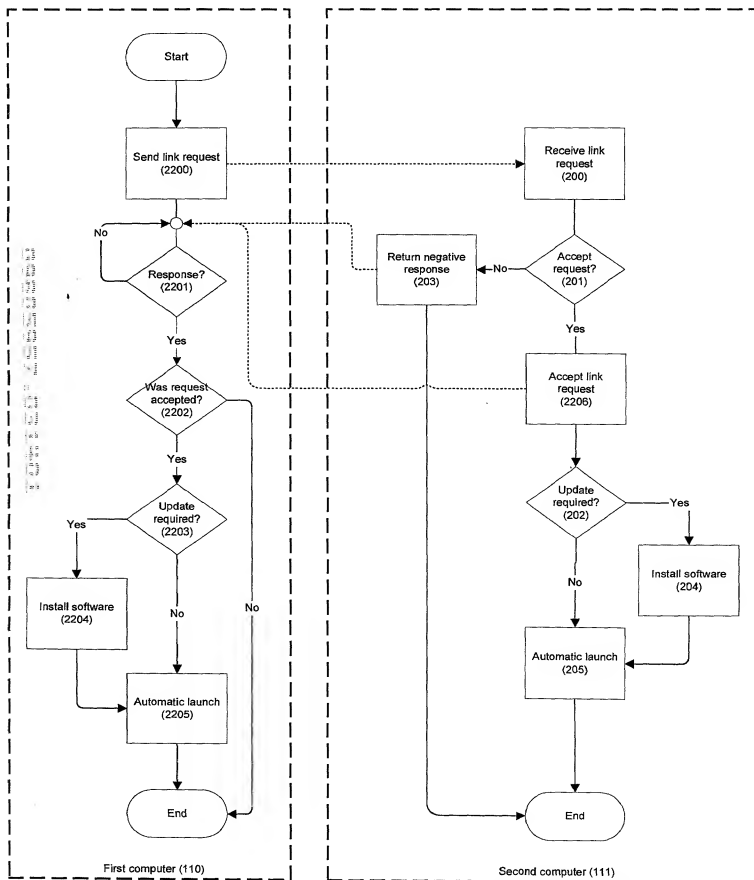 Start
Send link request
(2200)
No
Response?
(2201)
Yes
Was request
accepted?
(2202)
Yes
Update
required?
(2203)
Yes
Install software
(2204)
No
No
Automatic launch
(2205)
End
First computer (110)
Receive link
request
(200)
Return negative
response
(203)
No
Accept
request?
(201)
Yes
Accept link
request
(2206)
Update
required?
(202)
Yes
No
Install software
(204)
Automatic launch
(205)
End
Second computer (111)